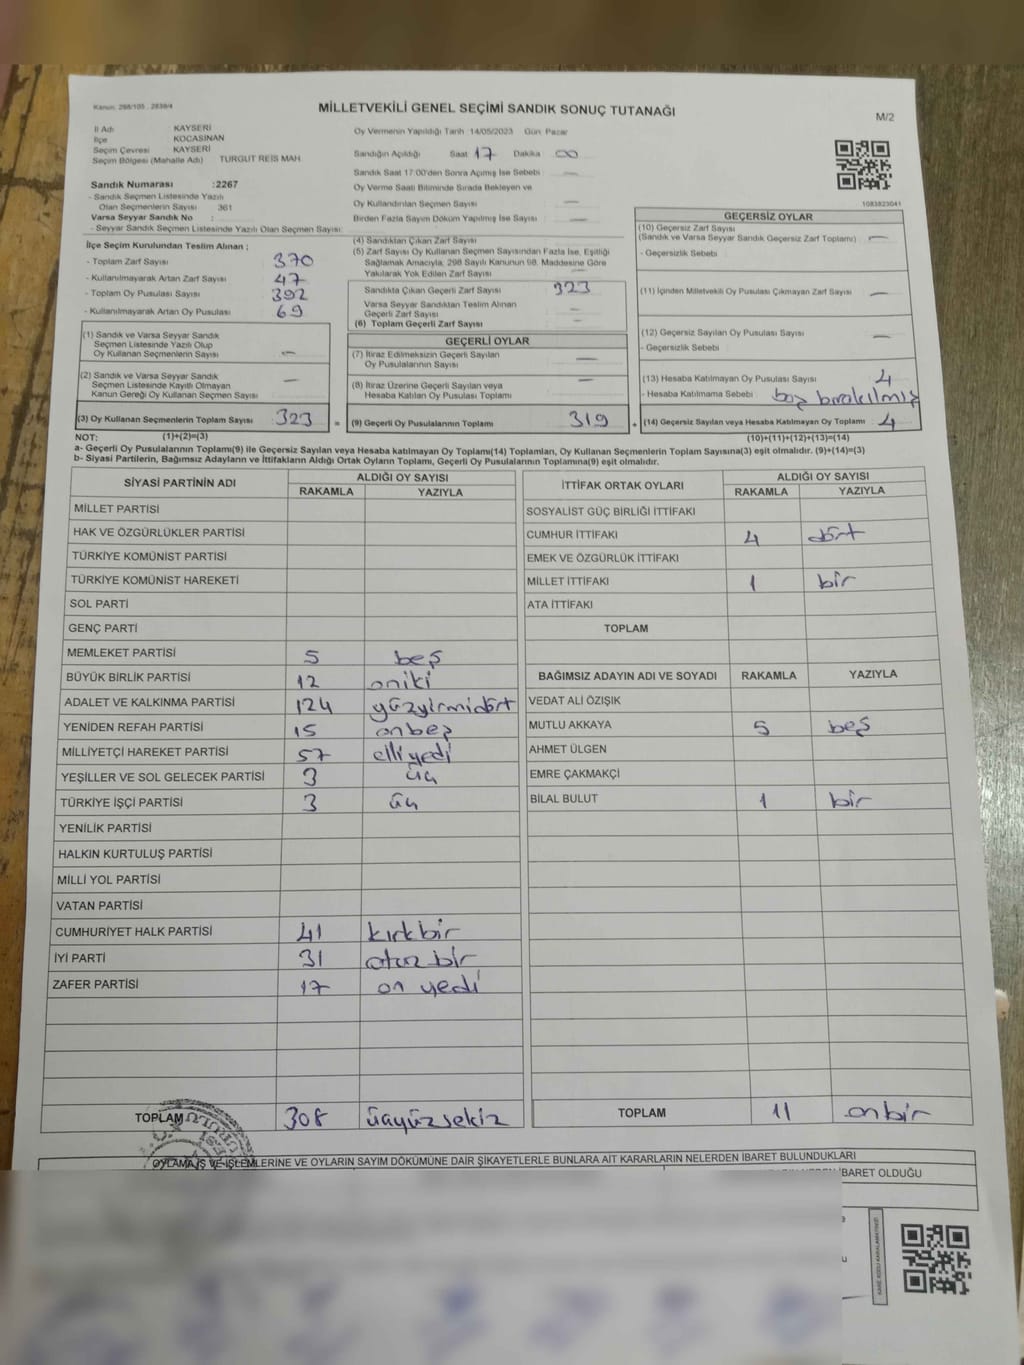 Kanun: 298/105 , 2839/4
MİLLETVEKİLİ GENEL SEÇİMİ SANDIK SONUÇ TUTANAĞI
M/2
İl Adı : KAYSERİ
İlçe : KOCASİNAN
Seçim Çevresi : KAYSERİ
Seçim Bölgesi (Mahalle Adı) TURGUT REİS MAH.
Sandık Numarası :2267
- Sandık Seçmen Listesinde Yazılı
Olan Seçmenlerin Sayısı 361
Varsa Seyyar Sandık No :
- Seyyar Sandık Seçmen Listesinde Yazılı Olan Seçmen Sayısı:
Oy Vermenin Yapıldığı Tarih 14/05/2023 Gün Pazar
Sandığın Açıldığı Saat 17 Dakika 00
Sandık Saat 17:00'den Sonra Açımış İse Sebebi —
Oy Verme Saati Bitiminde Sırada Bekleyen ve
Oy Kullandırılan Seçmen Sayısı —
Birden Fazla Sayım Döküm Yapılmış İse Sayısı —
1083823041
İlçe Seçim Kurulundan Teslim Alınan ;
- Toplam Zarf Sayısı 370
- Kullanılmayarak Artan Zarf Sayısı 47
- Toplam Oy Pusulası Sayısı 392
- Kullanılmayarak Artan Oy Pusulası 69
(4) Sandıktan Çıkan Zarf Sayısı
(5) Zarf Sayısı Oy Kullanan Seçmen Sayısından Fazla İse, Eşitliği
Sağlamak Amacıyla, 298 Sayılı Kanunun 98. Maddesine Göre
Yakılarak Yok Edilen Zarf Sayısı —
Sandıkta Çıkan Geçerli Zarf Sayısı 323
Varsa Seyyar Sandıktan Teslim Alınan
Geçerli Zarf Sayısı —
(6) Toplam Geçerli Zarf Sayısı —
GEÇERSİZ OYLAR
(10) Geçersiz Zarf Sayısı
(Sandık ve Varsa Seyyar Sandık Geçersiz Zarf Toplamı) —
- Geçersizlik Sebebi
(11) İçinden Milletvekili Oy Pusulası Çıkmayan Zarf Sayısı —
(12) Geçersiz Sayılan Oy Pusulası Sayısı —
- Geçersizlik Sebebi
(13) Hesaba Katılmayan Oy Pusulası Sayısı 4
- Hesaba Katılmama Sebebi boş bırakılmış
(14) Geçersiz Sayılan veya Hesaba Katılmayan Oy Toplamı 4
(1) Sandık ve Varsa Seyyar Sandık
Seçmen Listesinde Yazılı Olup
Oy Kullanan Seçmenlerin Sayısı —
(2) Sandık ve Varsa Seyyar Sandık
Seçmen Listesinde Kayıtlı Olmayan
Kanun Gereği Oy Kullanan Seçmen Sayısı —
(3) Oy Kullanan Seçmenlerin Toplam Sayısı 323 =
GEÇERLİ OYLAR
(7) İtiraz Edilmeksizin Geçerli Sayılan
Oy Pusulalarının Sayısı —
(8) İtiraz Üzerine Geçerli Sayılan veya
Hesaba Katılan Oy Pusulası Toplamı —
(9) Geçerli Oy Pusulalarının Toplamı 319 +
NOT: (1)+(2)=(3) (10)+(11)+(12)+(13)=(14)
a- Geçerli Oy Pusulalarının Toplamı(9) ile Geçersiz Sayılan veya Hesaba katılmayan Oy Toplamı(14) Toplamları, Oy Kullanan Seçmenlerin Toplam Sayısına(3) eşit olmalıdır. (9)+(14)=(3)
b- Siyasi Partilerin, Bağımsız Adayların ve İttifakların Aldığı Ortak Oyların Toplamı, Geçerli Oy Pusulalarının Toplamına(9) eşit olmalıdır.
SİYASİ PARTİNİN ADI ALDIĞI OY SAYISI
RAKAMLA YAZIYLA
MİLLET PARTİSİ
HAK VE ÖZGÜRLÜKLER PARTİSİ
TÜRKİYE KOMÜNİST PARTİSİ
TÜRKİYE KOMÜNİST HAREKETİ
SOL PARTİ
GENÇ PARTİ
MEMLEKET PARTİSİ 5 beş
BÜYÜK BİRLİK PARTİSİ 12 oniki
ADALET VE KALKINMA PARTİSİ 124 yüzyirmidört
YENİDEN REFAH PARTİSİ 15 onbeş
MİLLİYETÇİ HAREKET PARTİSİ 57 elli yedi
YEŞİLLER VE SOL GELECEK PARTİSİ 3 üç
TÜRKİYE İŞÇİ PARTİSİ 3 üç
YENİLİK PARTİSİ
HALKIN KURTULUŞ PARTİSİ
MİLLİ YOL PARTİSİ
VATAN PARTİSİ
CUMHURİYET HALK PARTİSİ 41 kırkbir
İYİ PARTİ 31 otuz bir
ZAFER PARTİSİ 17 on yedi
TOPLAM 308 üçyüzsekiz
İTTİFAK ORTAK OYLARI ALDIĞI OY SAYISI
RAKAMLA YAZIYLA
SOSYALİST GÜÇ BİRLİĞİ İTTİFAKI
CUMHUR İTTİFAKI 4 dört
EMEK VE ÖZGÜRLÜK İTTİFAKI
MİLLET İTTİFAKI 1 bir
ATA İTTİFAKI
TOPLAM
BAĞIMSIZ ADAYIN ADI VE SOYADI RAKAMLA YAZIYLA
VEDAT ALİ ÖZIŞIK
MUTLU AKKAYA 5 beş
AHMET ÜLGEN
EMRE ÇAKMAKÇİ
BİLAL BULUT 1 bir
TOPLAM 11 onbir
OYLAMA İŞ VE İŞLEMLERİNE VE OYLARIN SAYIM DÖKÜMÜNE DAİR ŞİKAYETLERLE BUNLARA AİT KARARLARIN NELERDEN İBARET BULUNDUKLARI
İBARET OLDUĞU